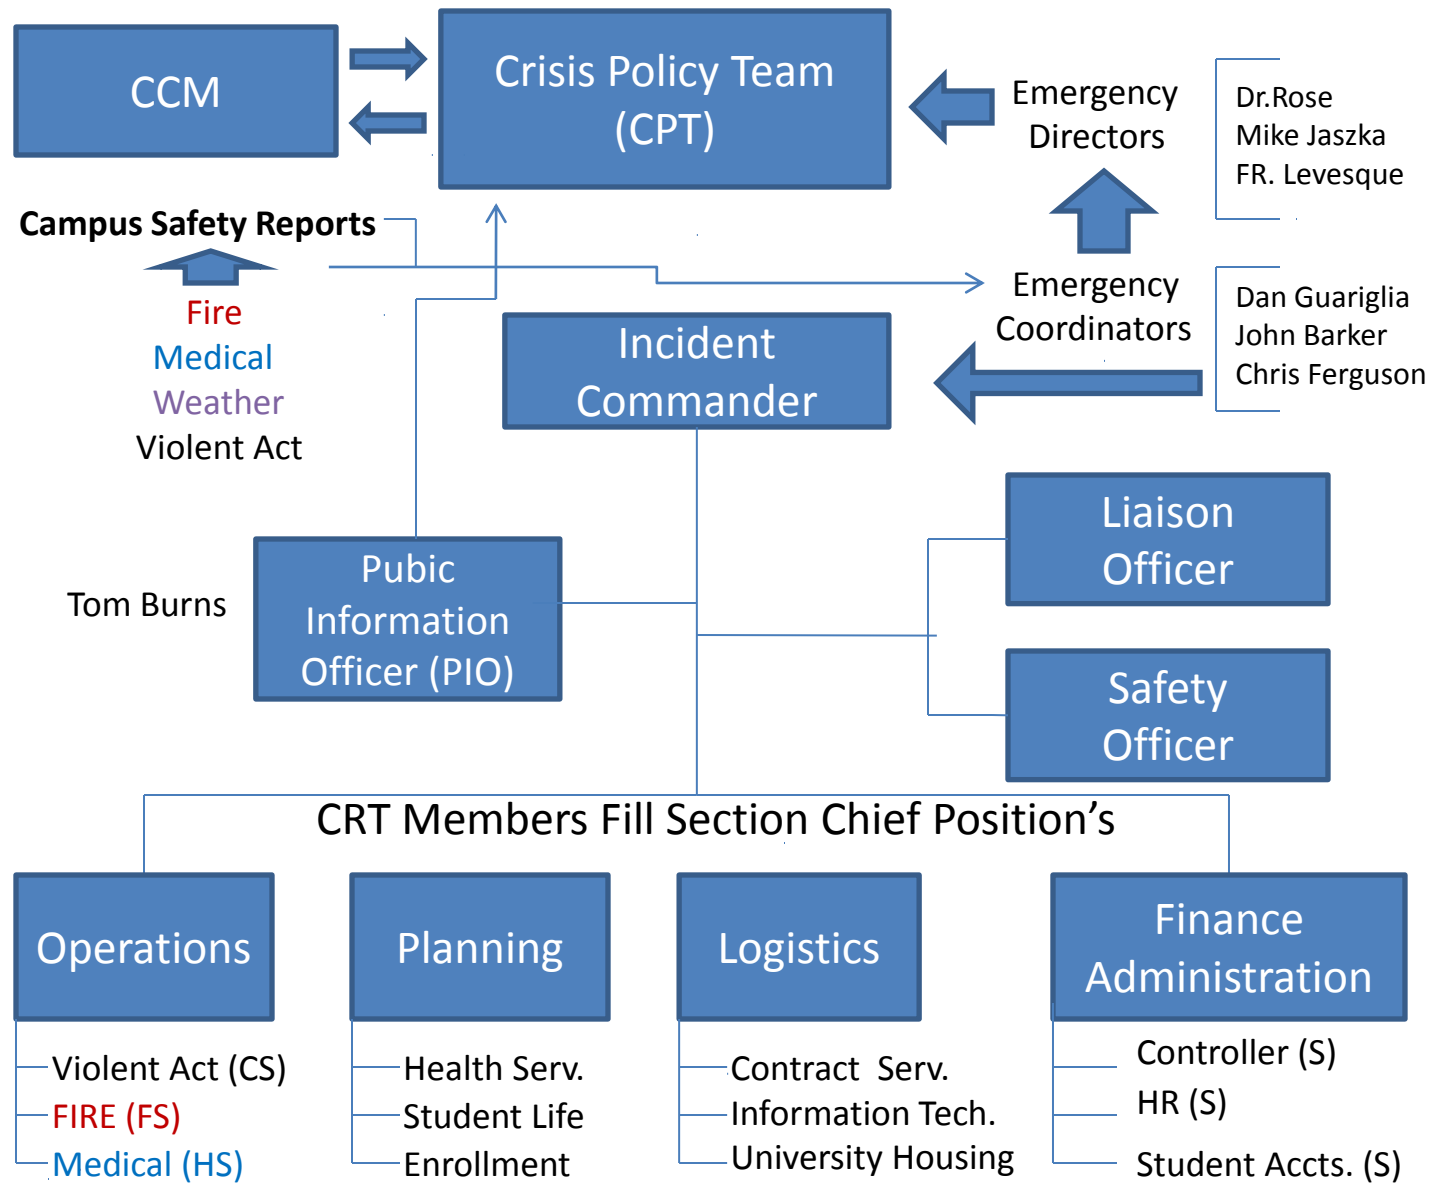 CCM
Crisis Policy Team
(CPT)
Emergency
Directors
Dr.Rose
Mike Jaszka
FR. Levesque
Campus Safety Reports
Fire
Medical
Weather
Violent Act
Emergency
Coordinators
Dan Guariglia
John Barker
Chris Ferguson
Incident
Commander
Liaison
Officer
Tom Burns
Pubic
Information
Officer (PIO)
Safety
Officer
CRT Members Fill Section Chief Position’s
Operations
Planning
Logistics
Finance
Administration
Violent Act (CS)
FIRE (FS)
Medical (HS)
Health Serv.
Student Life
Enrollment
Contract  Serv.
Information Tech.
University Housing
Controller (S)
HR (S)
Student Accts. (S)